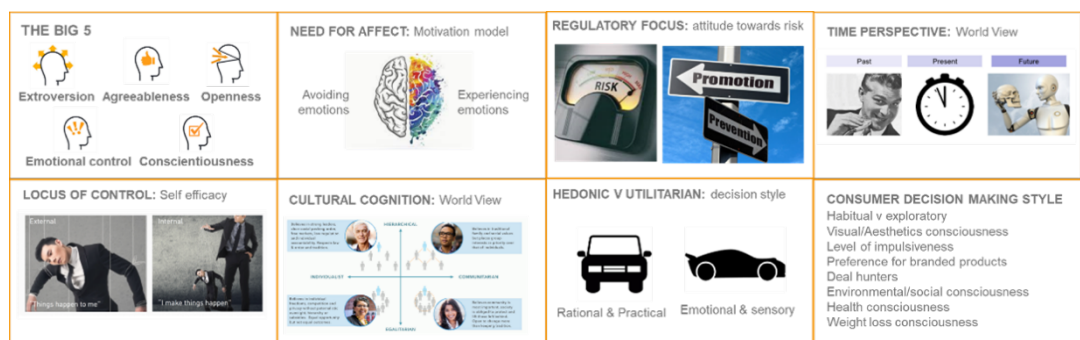 THE BIG 5
Extroversion
Agreeableness
Openness
Emotional control
Conscientiousness
NEED FOR AFFECT: Motivation model
Avoiding
emotions
Experiencing
emotions
REGULATORY FOCUS: attitude towards risk
RISK
Promotion
Prevention
TIME PERSPECTIVE: World View
Past
Present
Future
LOCUS OF CONTROL: Self efficacy
External
"Things happen to me"
Internal
"I make things happen"
CULTURAL COGNITION: World View
HIERARCHICAL
INDIVIDUALIST
COMMUNITARIAN
EGALITARIAN
HEDONIC V UTILITARIAN: decision style
Rational & Practical
Emotional & sensory
CONSUMER DECISION MAKING STYLE
Habitual v exploratory
Visual/Aesthetics consciousness
Level of impulsiveness
Preference for branded products
Deal hunters
Environmental/social consciousness
Health consciousness
Weight loss consciousness